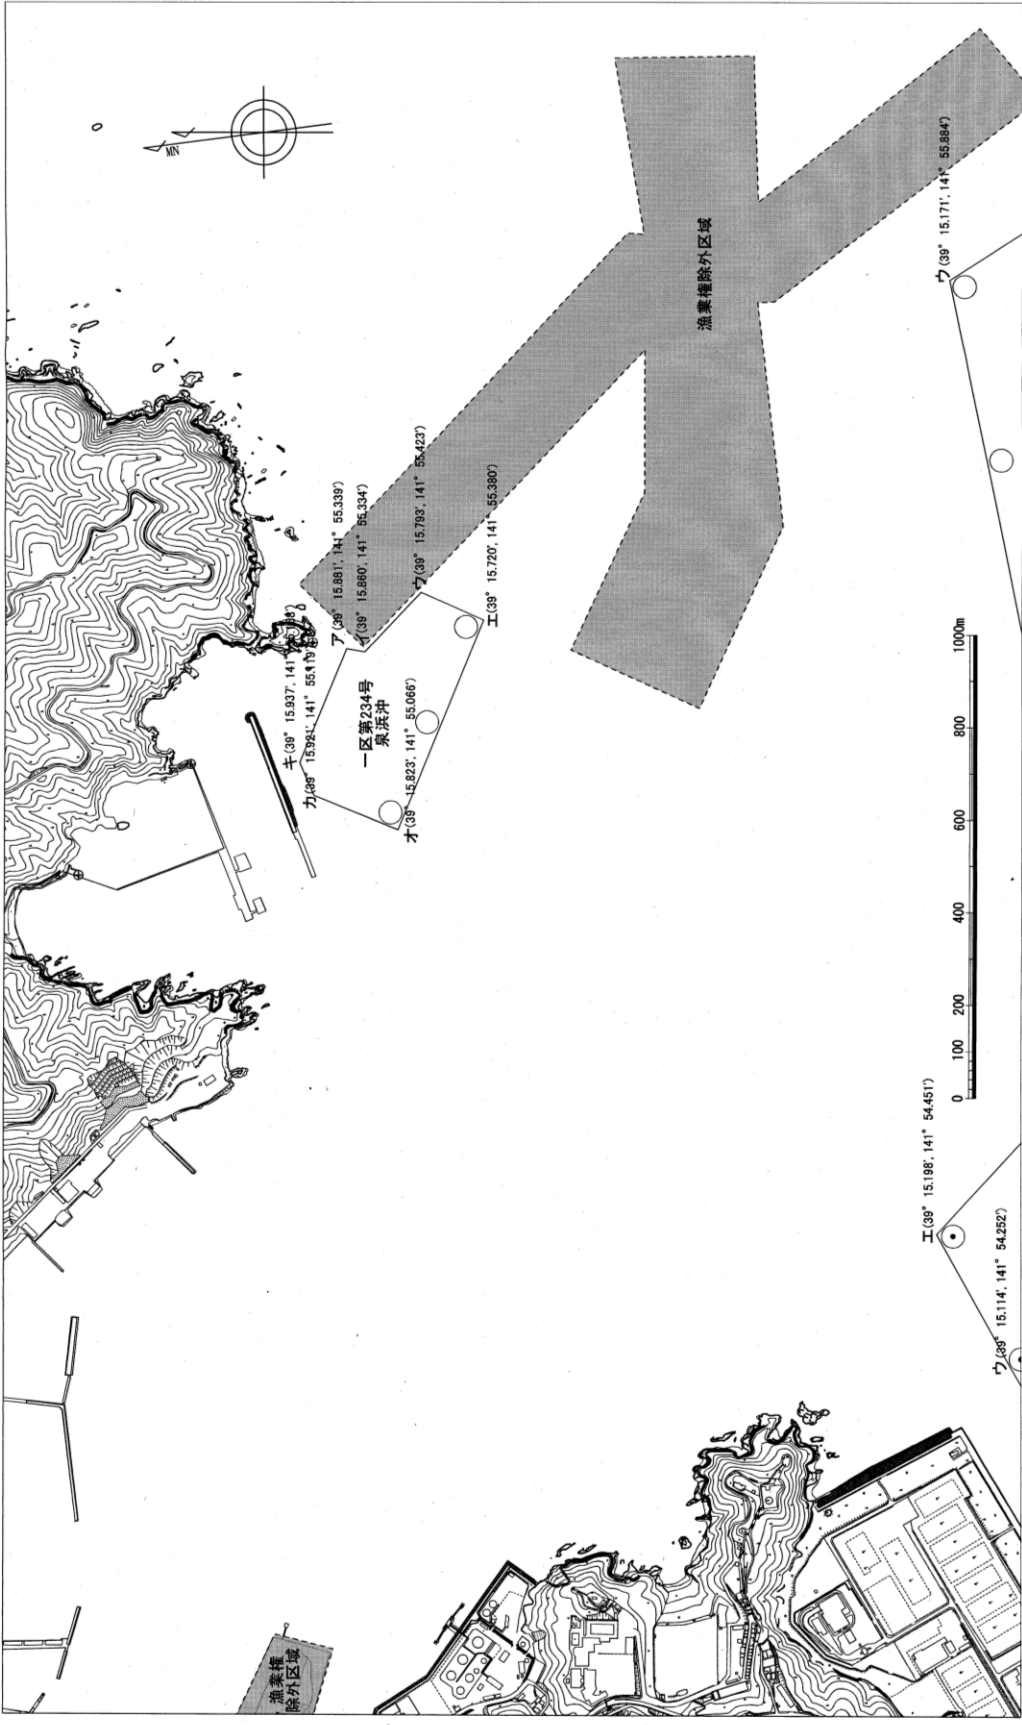 MN
漁業権除外区域
ウ(39° 15.171', 141° 55.884')
ア(39° 15.881', 141° 55.339')
イ(39° 15.860', 141° 55.334')
ウ(39° 15.793', 141° 55.423')
エ(39° 15.720', 141° 55.380')
キ(39° 15.937', 141°
カ(39° 15.921', 141° 55.119')
オ(39° 15.823', 141° 55.066')
一区第234号
泉浜沖
0 100 200 400 600 800 1000m
エ(39° 15.198', 141° 54.451')
ウ(39° 15.114', 141° 54.252')
漁業権
除外区域